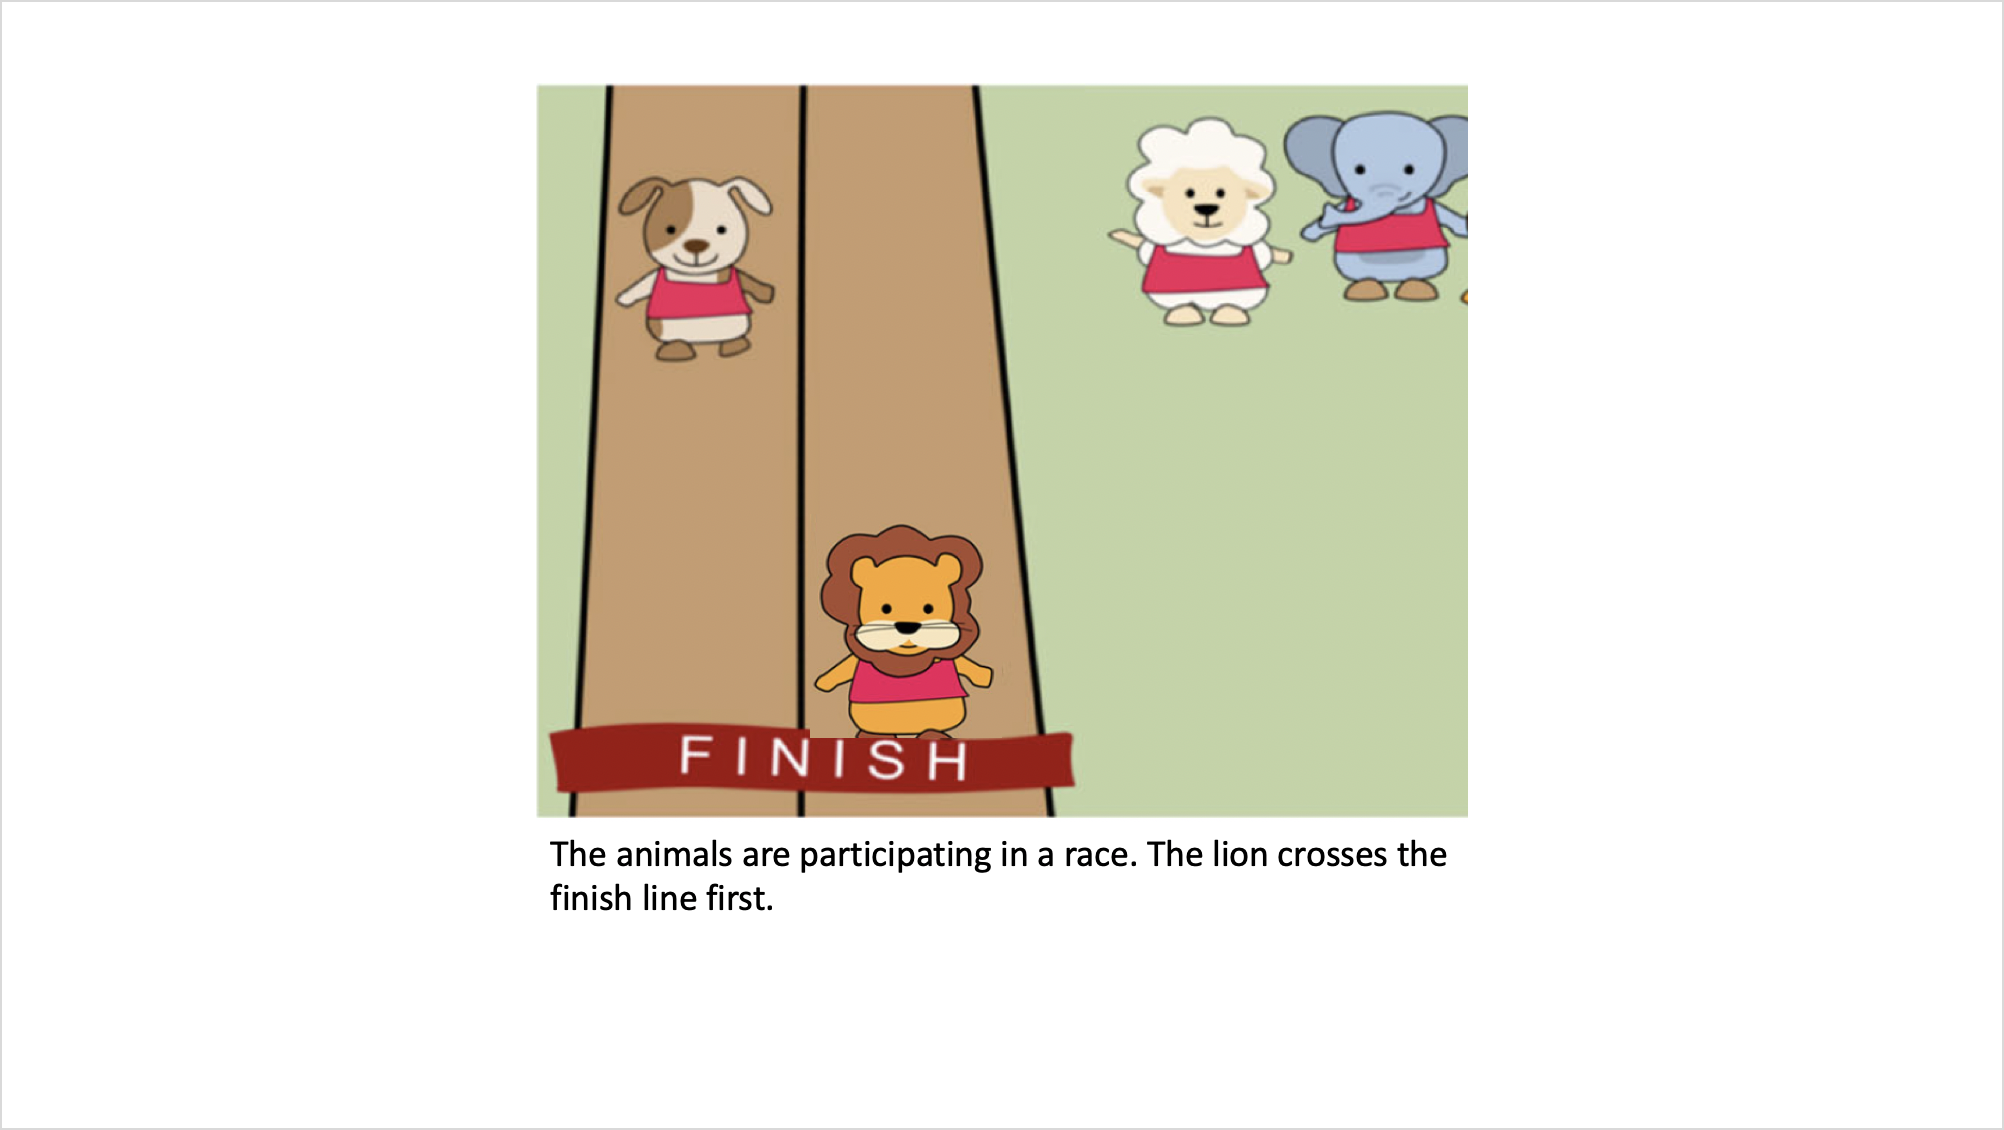 FINISH
The animals are participating in a race. The lion crosses the
finish line first.